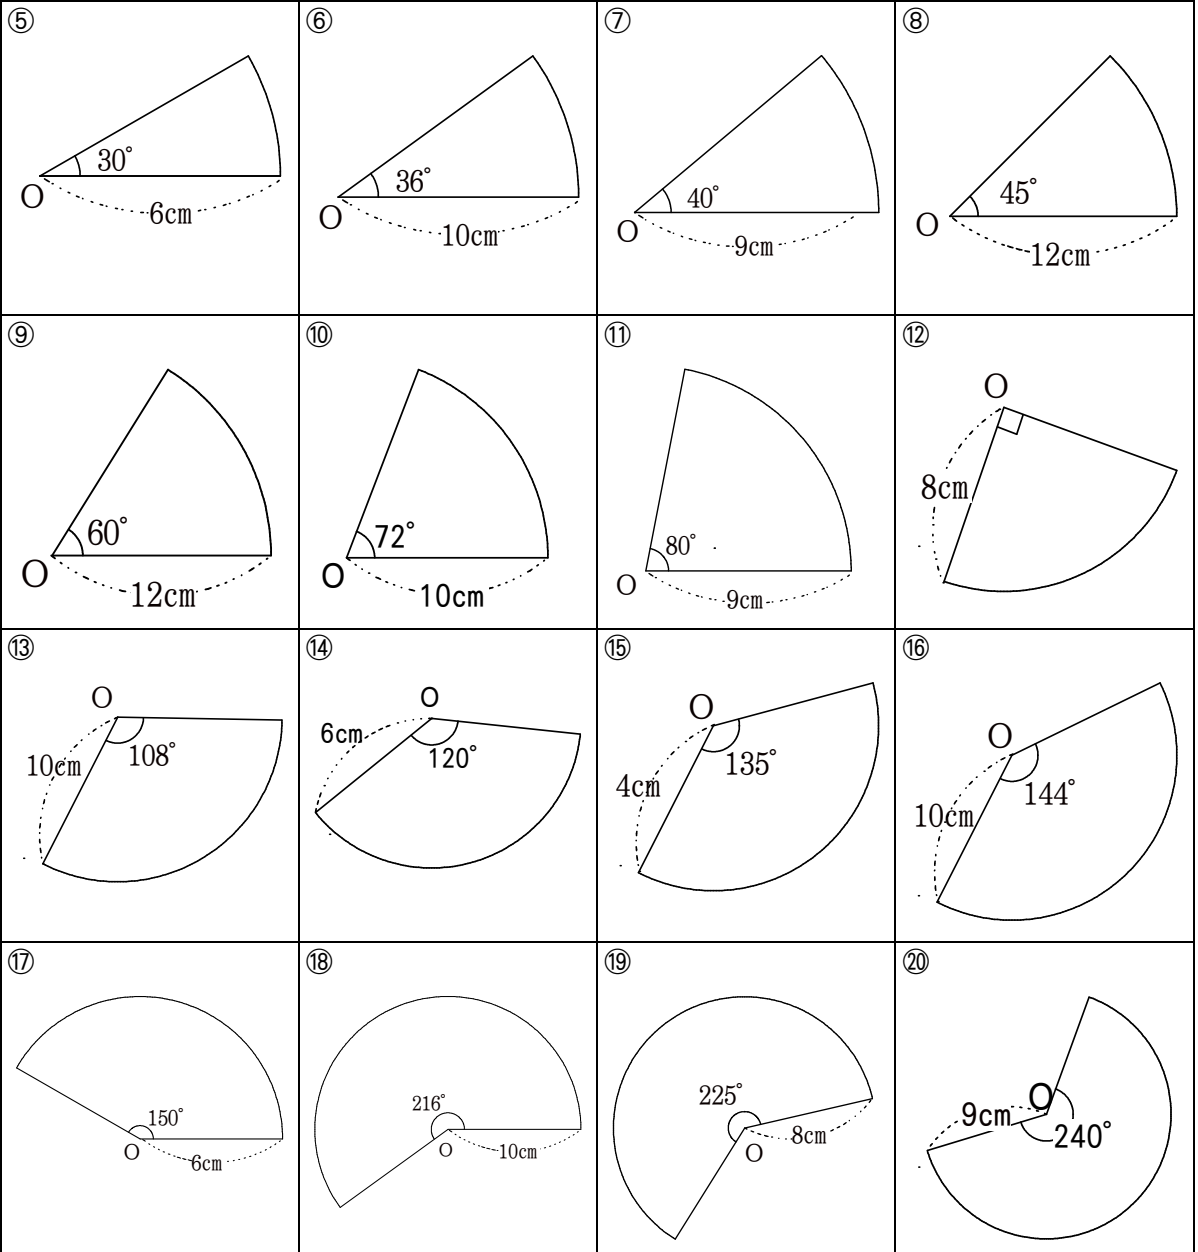 ⑤
30°
O
6cm
⑥
36°
O
10cm
⑦
40°
O
9cm
⑧
45°
O
12cm
⑨
60°
O
12cm
⑩
72°
O
10cm
⑪
80°
O
9cm
⑫
O
8cm
⑬
O
10cm
108°
⑭
O
6cm
120°
⑮
O
4cm
135°
⑯
O
10cm
144°
⑰
150°
O
6cm
⑱
216°
O
10cm
⑲
225°
O
8cm
⑳
O
9cm
240°